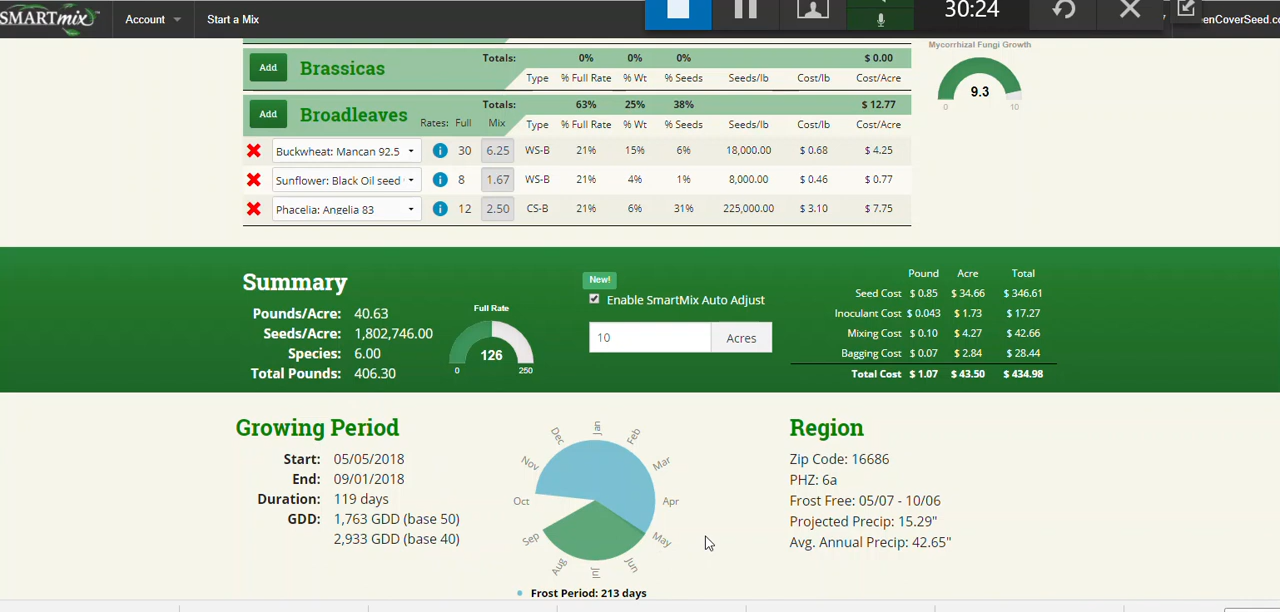 SMARTmix™ Account Start a Mix 30:24 enCoverSeed.co
Mycorrhizal Fungi Growth
9.3
0 10
Add Brassicas Totals: 0% 0% 0% $ 0.00
Type % Full Rate % Wt % Seeds Seeds/lb Cost/lb Cost/Acre
Add Broadleaves Rates: Full Mix Totals: 63% 25% 38% $ 12.77
Type % Full Rate % Wt % Seeds Seeds/lb Cost/lb Cost/Acre
Buckwheat: Mancan 92.5 i 30 6.25 WS-B 21% 15% 6% 18,000.00 $ 0.68 $ 4.25
Sunflower: Black Oil seed i 8 1.67 WS-B 21% 4% 1% 8,000.00 $ 0.46 $ 0.77
Phacelia: Angelia 83 i 12 2.50 CS-B 21% 6% 31% 225,000.00 $ 3.10 $ 7.75
Summary
Pounds/Acre: 40.63
Seeds/Acre: 1,802,746.00
Species: 6.00
Total Pounds: 406.30
Full Rate
126
0 250
New!
Enable SmartMix Auto Adjust
10 Acres
Pound Acre Total
Seed Cost $ 0.85 $ 34.66 $ 346.61
Inoculant Cost $ 0.043 $ 1.73 $ 17.27
Mixing Cost $ 0.10 $ 4.27 $ 42.66
Bagging Cost $ 0.07 $ 2.84 $ 28.44
Total Cost $ 1.07 $ 43.50 $ 434.98
Growing Period
Start: 05/05/2018
End: 09/01/2018
Duration: 119 days
GDD: 1,763 GDD (base 50)
2,933 GDD (base 40)
Jan
Feb
Mar
Apr
May
Jun
Jul
Aug
Sep
Oct
Nov
Dec
Frost Period: 213 days
Region
Zip Code: 16686
PHZ: 6a
Frost Free: 05/07 - 10/06
Projected Precip: 15.29"
Avg. Annual Precip: 42.65"